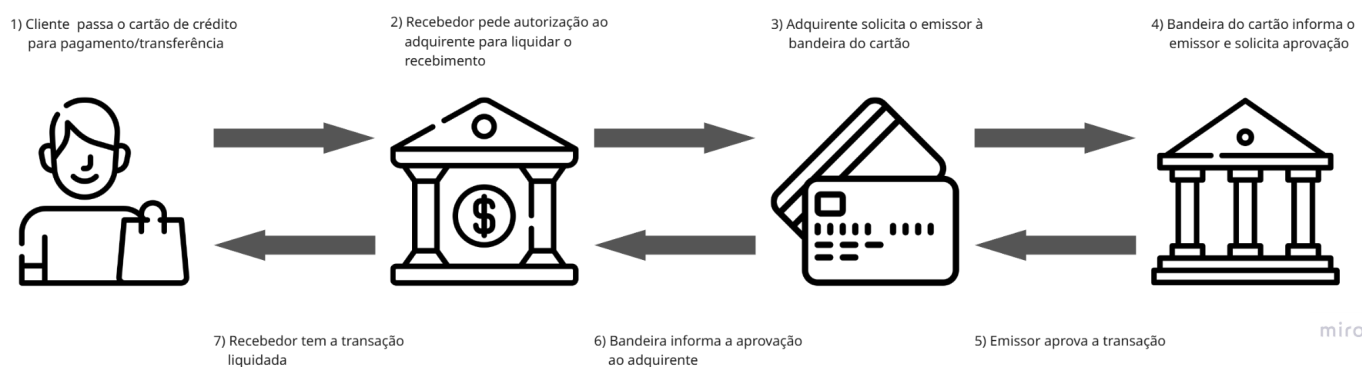 1) Cliente passa o cartão de crédito
para pagamento/transferência
2) Recebedor pede autorização ao
adquirente para liquidar o
recebimento
3) Adquirente solicita o emissor à
bandeira do cartão
4) Bandeira do cartão informa o
emissor e solicita aprovação
$
7) Recebedor tem a transação
liquidada
6) Bandeira informa a aprovação
ao adquirente
5) Emissor aprova a transação
miro